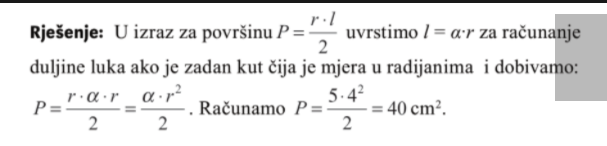 Rješenje: U izraz za površinu P = r·l/2 uvrstimo l = α·r za računanje
duljine luka ako je zadan kut čija je mjera u radijanima i dobivamo:
P = r·α·r/2 = α·r²/2. Računamo P = 5·4²/2 = 40 cm².